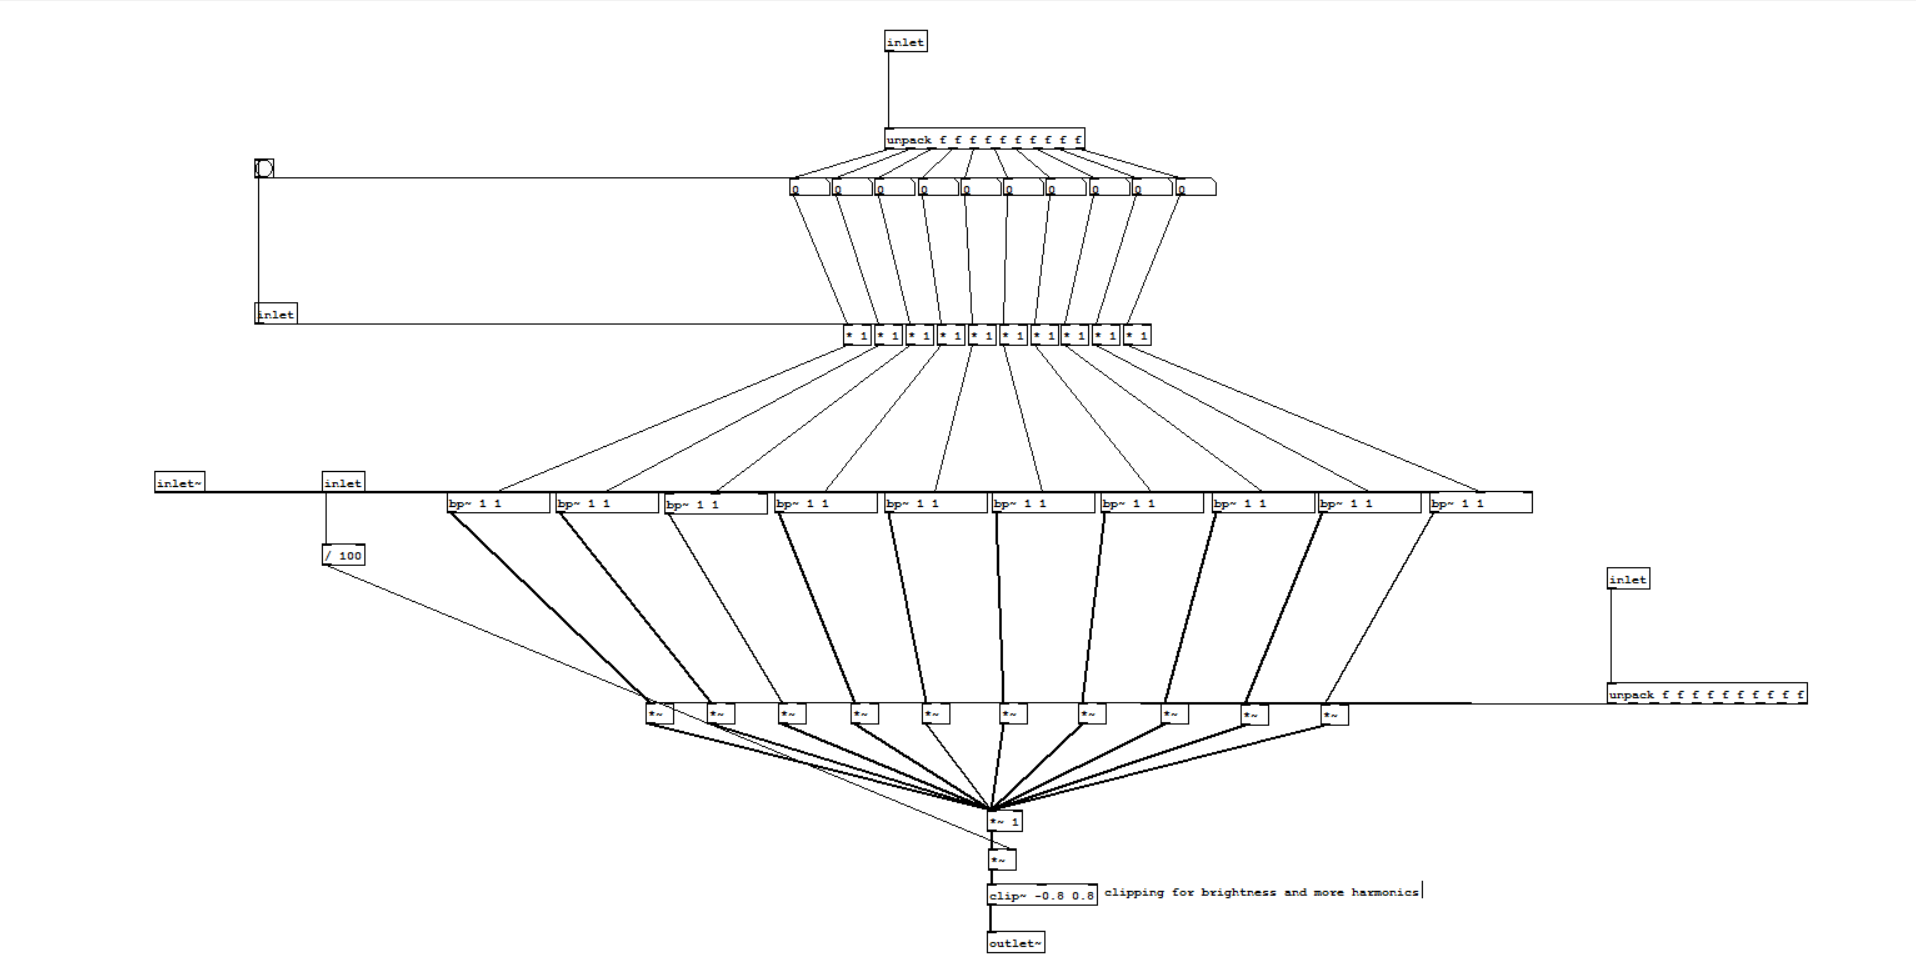 inlet
unpack f f f f f f f f f f
0 0 0 0 0 0 0 0 0 0
inlet
* 1 * 1 * 1 * 1 * 1 * 1 * 1 * 1 * 1 * 1
inlet~ inlet
bp~ 1 1 bp~ 1 1 bp~ 1 1 bp~ 1 1 bp~ 1 1 bp~ 1 1 bp~ 1 1 bp~ 1 1 bp~ 1 1 bp~ 1 1
/ 100
inlet
unpack f f f f f f f f f f
*~ *~ *~ *~ *~ *~ *~ *~ *~ *~
*~ 1
*~
clip~ -0.8 0.8 clipping for brightness and more harmonics
outlet~